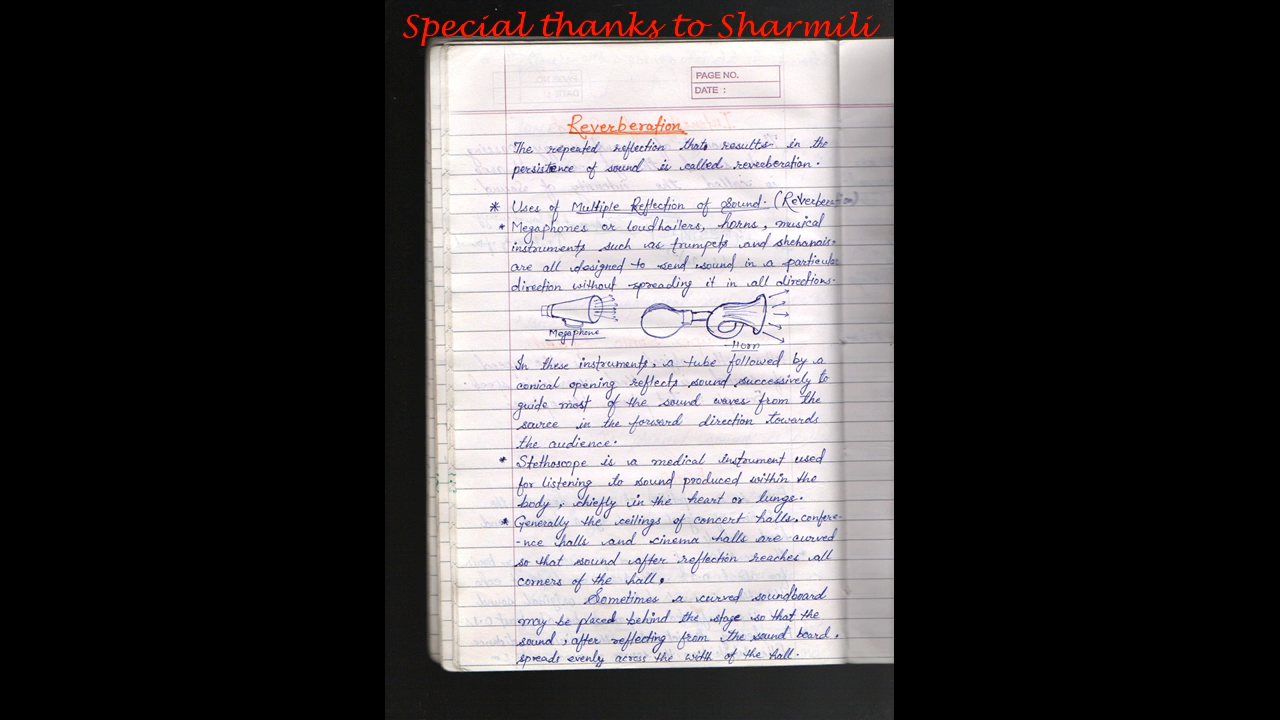 Special thanks to Sharmili
PAGE NO.
DATE :
Reverberation
The repeated reflection that results in the
persistence of sound is called reverberation.
* Uses of Multiple Reflection of Sound. (Reverberation)
* Megaphones or loudhailers, horns, musical
instruments such as trumpets and shehanais.
are all designed to send sound in a particular
direction without spreading it in all directions.
Megaphone
Horn
In these instruments, a tube followed by a
conical opening reflects sound successively to
guide most of the sound waves from the
source in the forward direction towards
the audience.
* Stethoscope is a medical instrument used
for listening to sound produced within the
body, chiefly in the heart or lungs.
* Generally the ceilings of concert halls, confere-
-nce halls and cinema halls are curved
so that sound after reflection reaches all
corners of the hall.
Sometimes a curved soundboard
may be placed behind the stage so that the
sound, after reflecting from the sound board,
spreads evenly across the width of the hall.